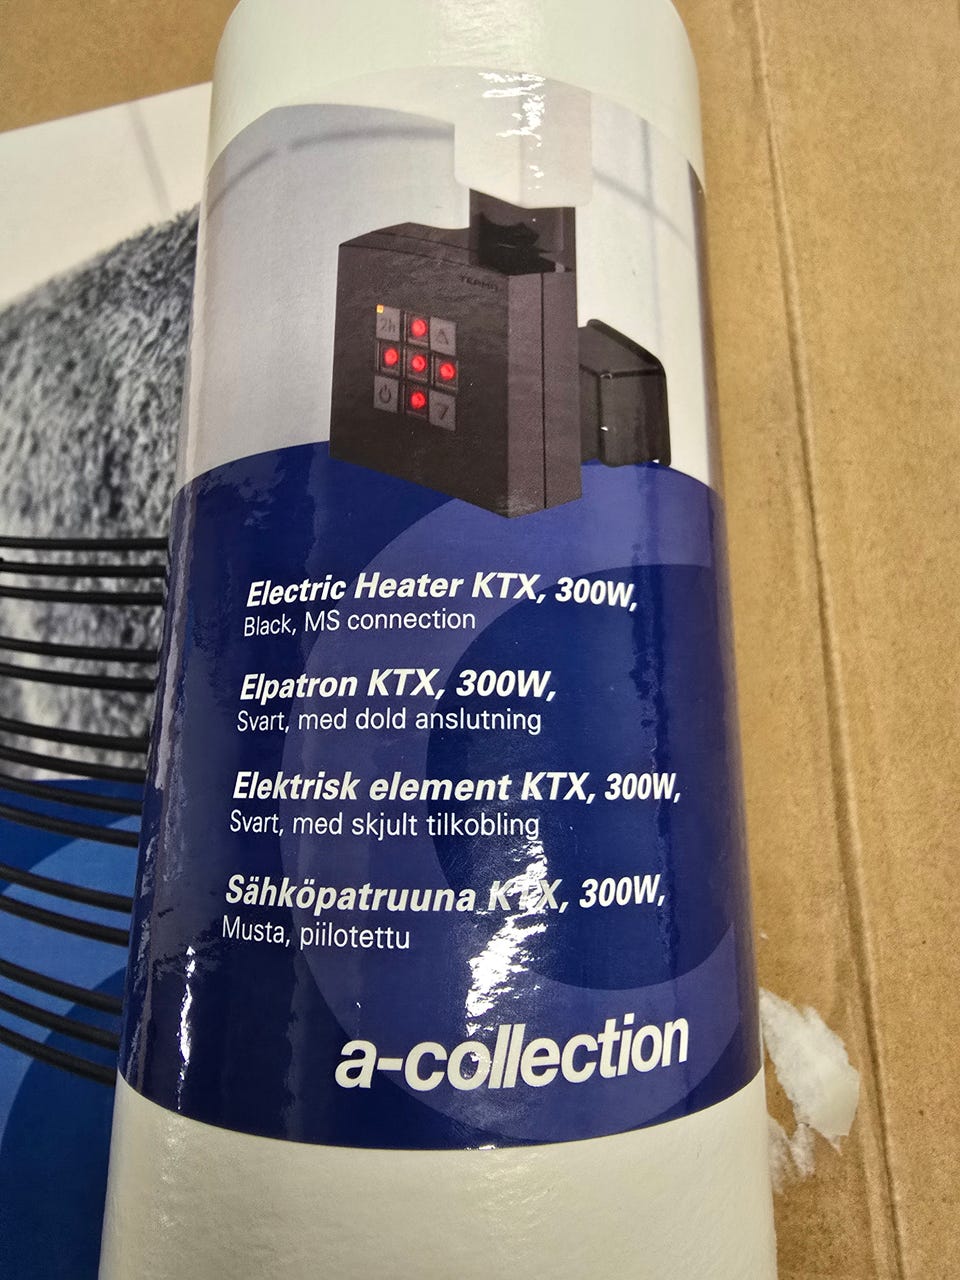 TERMA
2h
Electric Heater KTX, 300W,
Black, MS connection
Elpatron KTX, 300W,
Svart, med dold anslutning
Elektrisk element KTX, 300W,
Svart, med skjult tilkobling
Sähköpatruuna KTX, 300W,
Musta, piilotettu
a-collection